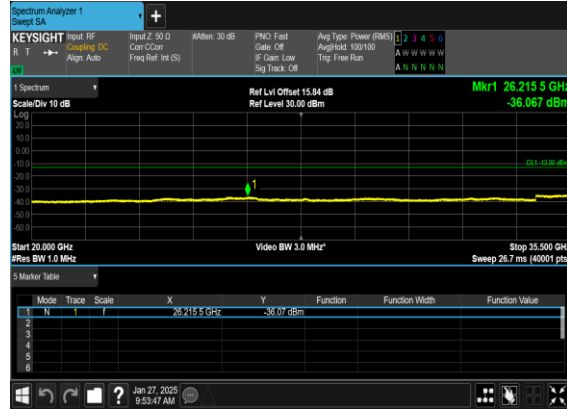 Spectrum Analyzer 1
Swept SA
+
KEYSIGHT Input: RF Input Z: 50 Ω #Atten: 30 dB PNO: Fast Avg Type: Power (RMS) 1 2 3 4 5 6
R T Coupling: DC Corr CCorr Gate: Off Avg|Hold: 100/100 A W W W W W
Align: Auto Freq Ref: Int (S) IF Gain: Low Trig: Free Run
Sig Track: Off A N N N N N
1 Spectrum Ref Lvl Offset 15.84 dB Mkr1 26.215 5 GHz
Scale/Div 10 dB Ref Level 30.00 dBm -36.067 dBm
Log
20.0
10.0
0.00
-10.0
DL1 -13.00 dBm
-20.0
1
-30.0
-40.0
-50.0
-60.0
Start 20.000 GHz Video BW 3.0 MHz* Stop 35.500 GHz
#Res BW 1.0 MHz Sweep 26.7 ms (40001 pts)
5 Marker Table
Mode Trace Scale X Y Function Function Width Function Value
1 N 1 f 26.215 5 GHz -36.07 dBm
2
3
4
5
6
? Jan 27, 2025
9:53:47 AM